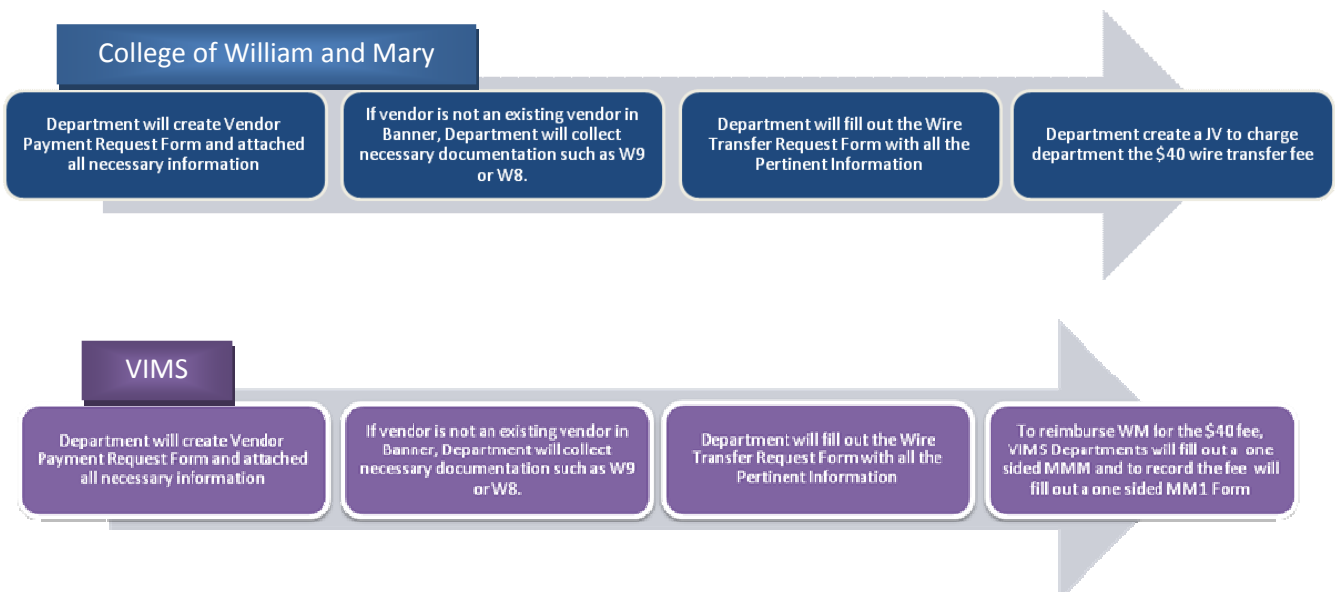 College of William and Mary
Department will create Vendor
Payment Request Form and attached
all necessary information
If vendor is not an existing vendor in
Banner, Department will collect
necessary documentation such as W9
or W8.
Department will fill out the Wire
Transfer Request Form with all the
Pertinent Information
Department create a JV to charge
department the $40 wire transfer fee
VIMS
Department will create Vendor
Payment Request Form and attached
all necessary information
If vendor is not an existing vendor in
Banner, Department will collect
necessary documentation such as W9
or W8.
Department will fill out the Wire
Transfer Request Form with all the
Pertinent Information
To reimburse WM for the $40 fee,
VIMS Departments will fill out a one
sided MMM and to record the fee will
fill out a one sided MM1 Form